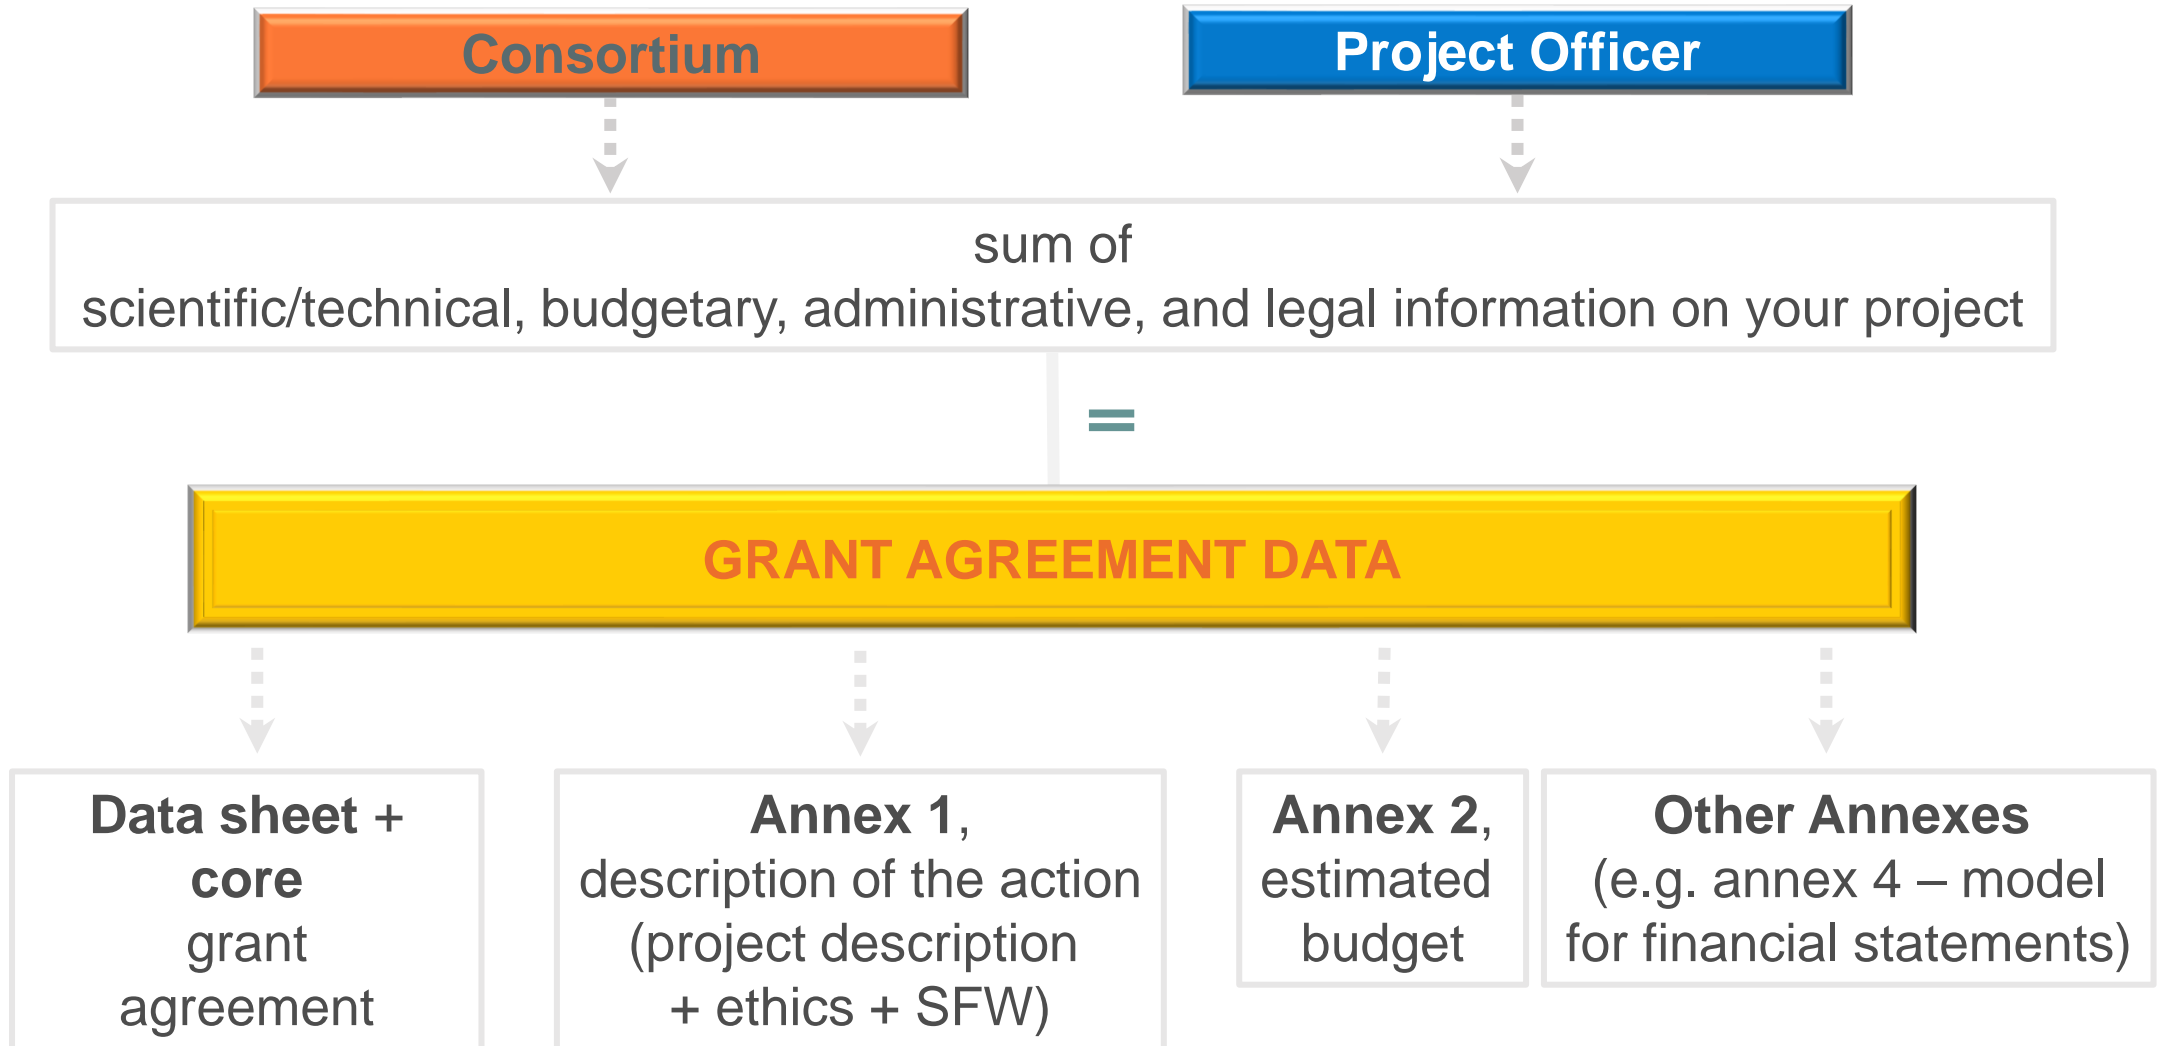 Consortium
Project Officer
sum of
scientific/technical, budgetary, administrative, and legal information on your project
=
GRANT AGREEMENT DATA
Data sheet +
core
grant
agreement
Annex 1,
description of the action
(project description
+ ethics + SFW)
Annex 2,
estimated
budget
Other Annexes
(e.g. annex 4 – model
for financial statements)